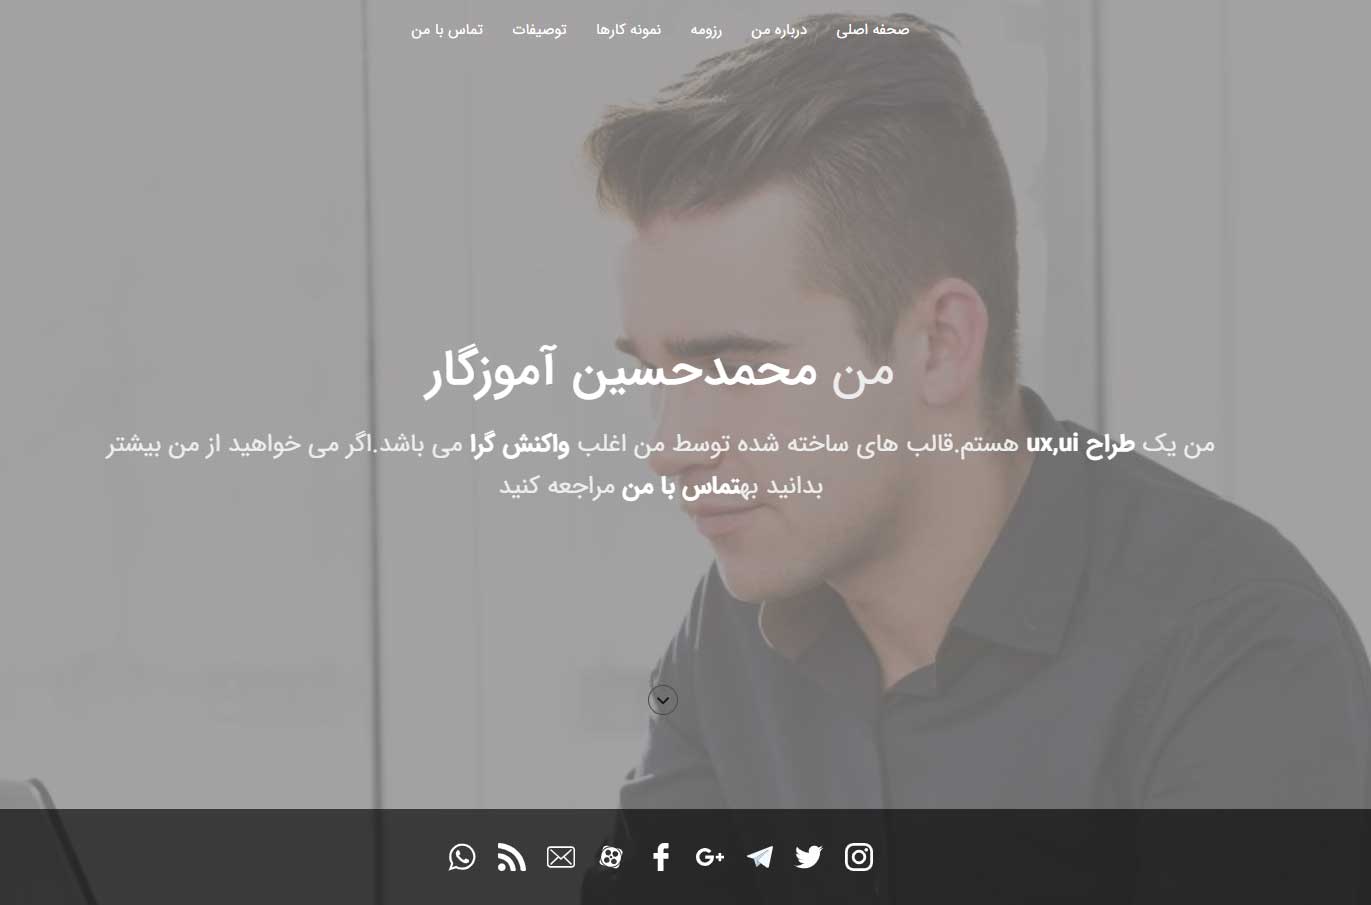 صحفه اصلی درباره من رزومه نمونه کارها توصیفات تماس با من
من محمدحسین آموزگار
من یک طراح ux,ui هستم.قالب های ساخته شده توسط من اغلب واکنش گرا می باشد.اگر می خواهید از من بیشتر
بدانید بهتماس با من مراجعه کنید
G+